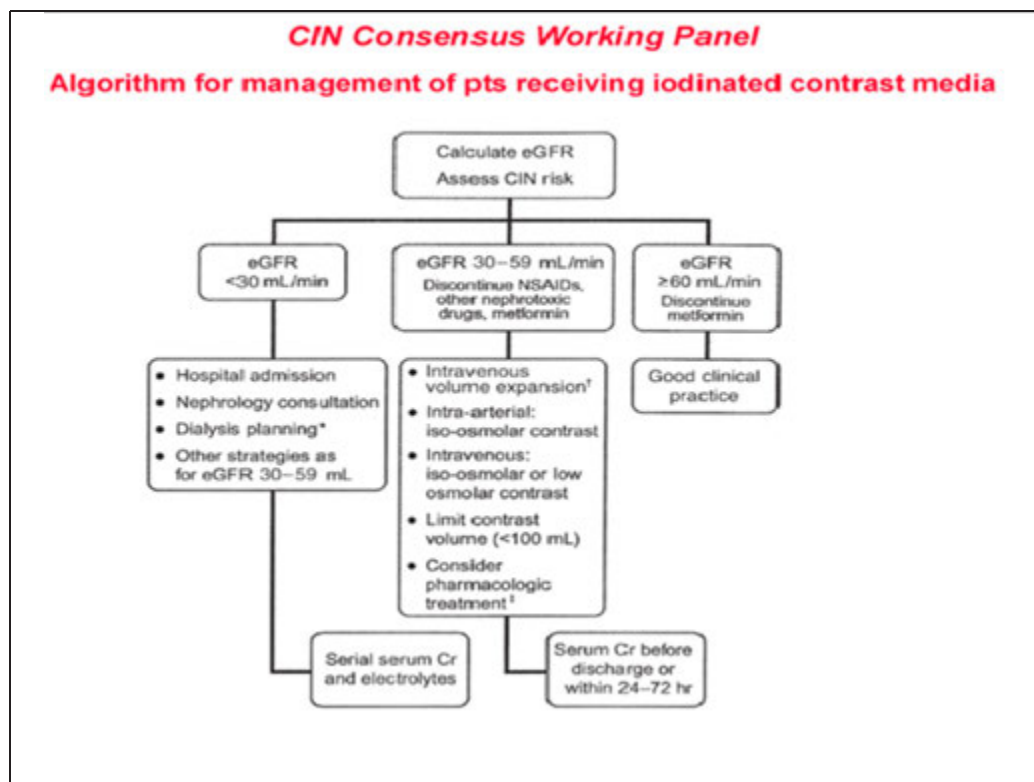 CIN Consensus Working Panel
Algorithm for management of pts receiving iodinated contrast media
Calculate eGFR
Assess CIN risk
eGFR
<30 mL/min
eGFR 30–59 mL/min
Discontinue NSAIDs,
other nephrotoxic
drugs, metformin
eGFR
≥60 mL/min
Discontinue
metformin
• Hospital admission
• Nephrology consultation
• Dialysis planning*
• Other strategies as
for eGFR 30–59 mL
• Intravenous
volume expansion†
• Intra-arterial:
iso-osmolar contrast
• Intravenous:
iso-osmolar or low
osmolar contrast
• Limit contrast
volume (<100 mL)
• Consider
pharmacologic
treatment‡
Good clinical
practice
Serial serum Cr
and electrolytes
Serum Cr before
discharge or
within 24–72 hr